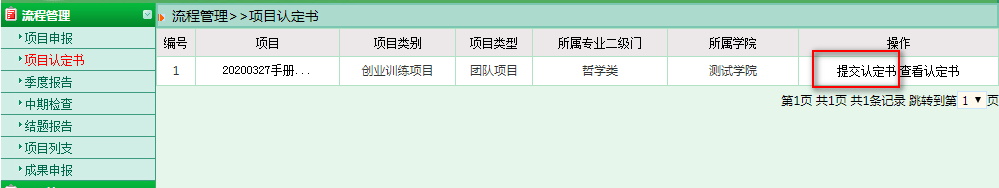 流程管理
项目申报
项目认定书
季度报告
中期检查
结题报告
项目列支
成果申报
流程管理>>项目认定书
编号 项目 项目类别 项目类型 所属专业二级门 所属学院 操作
1 20200327手册... 创业训练项目 团队项目 哲学类 测试学院 提交认定书 查看认定书
第1页 共1页 共1条记录 跳转到第 1 页